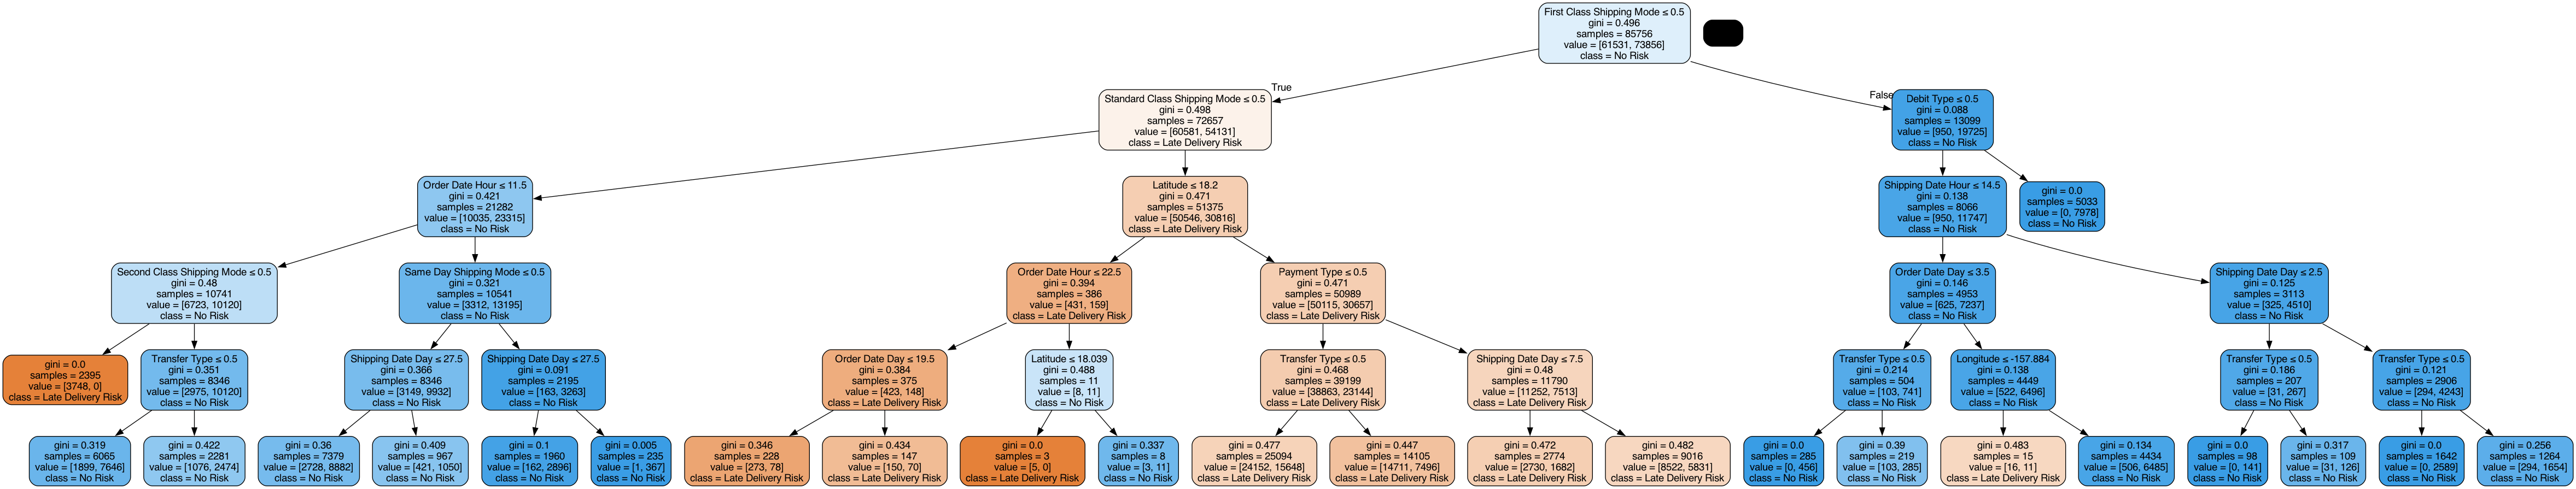 First Class Shipping Mode ≤ 0.5
gini = 0.496
samples = 85756
value = [61531, 73856]
class = No Risk
True
False
Standard Class Shipping Mode ≤ 0.5
gini = 0.498
samples = 72657
value = [60581, 54131]
class = Late Delivery Risk
Debit Type ≤ 0.5
gini = 0.088
samples = 13099
value = [950, 19725]
class = No Risk
Order Date Hour ≤ 11.5
gini = 0.421
samples = 21282
value = [10035, 23315]
class = No Risk
Latitude ≤ 18.2
gini = 0.471
samples = 51375
value = [50546, 30816]
class = Late Delivery Risk
Shipping Date Hour ≤ 14.5
gini = 0.138
samples = 8066
value = [950, 11747]
class = No Risk
gini = 0.0
samples = 5033
value = [0, 7978]
class = No Risk
Second Class Shipping Mode ≤ 0.5
gini = 0.48
samples = 10741
value = [6723, 10120]
class = No Risk
Same Day Shipping Mode ≤ 0.5
gini = 0.321
samples = 10541
value = [3312, 13195]
class = No Risk
Order Date Hour ≤ 22.5
gini = 0.394
samples = 386
value = [431, 159]
class = Late Delivery Risk
Payment Type ≤ 0.5
gini = 0.471
samples = 50989
value = [50115, 30657]
class = Late Delivery Risk
Order Date Day ≤ 3.5
gini = 0.146
samples = 4953
value = [625, 7237]
class = No Risk
Shipping Date Day ≤ 2.5
gini = 0.125
samples = 3113
value = [325, 4510]
class = No Risk
gini = 0.0
samples = 2395
value = [3748, 0]
class = Late Delivery Risk
Transfer Type ≤ 0.5
gini = 0.351
samples = 8346
value = [2975, 10120]
class = No Risk
Shipping Date Day ≤ 27.5
gini = 0.366
samples = 8346
value = [3149, 9932]
class = No Risk
Shipping Date Day ≤ 27.5
gini = 0.091
samples = 2195
value = [163, 3263]
class = No Risk
Order Date Day ≤ 19.5
gini = 0.384
samples = 375
value = [423, 148]
class = Late Delivery Risk
Latitude ≤ 18.039
gini = 0.488
samples = 11
value = [8, 11]
class = No Risk
Transfer Type ≤ 0.5
gini = 0.468
samples = 39199
value = [38863, 23144]
class = Late Delivery Risk
Shipping Date Day ≤ 7.5
gini = 0.48
samples = 11790
value = [11252, 7513]
class = Late Delivery Risk
Transfer Type ≤ 0.5
gini = 0.214
samples = 504
value = [103, 741]
class = No Risk
Longitude ≤ -157.884
gini = 0.138
samples = 4449
value = [522, 6496]
class = No Risk
Transfer Type ≤ 0.5
gini = 0.186
samples = 207
value = [31, 267]
class = No Risk
Transfer Type ≤ 0.5
gini = 0.121
samples = 2906
value = [294, 4243]
class = No Risk
gini = 0.319
samples = 6065
value = [1899, 7646]
class = No Risk
gini = 0.422
samples = 2281
value = [1076, 2474]
class = No Risk
gini = 0.36
samples = 7379
value = [2728, 8882]
class = No Risk
gini = 0.409
samples = 967
value = [421, 1050]
class = No Risk
gini = 0.1
samples = 1960
value = [162, 2896]
class = No Risk
gini = 0.005
samples = 235
value = [1, 367]
class = No Risk
gini = 0.346
samples = 228
value = [273, 78]
class = Late Delivery Risk
gini = 0.434
samples = 147
value = [150, 70]
class = Late Delivery Risk
gini = 0.0
samples = 3
value = [5, 0]
class = Late Delivery Risk
gini = 0.337
samples = 8
value = [3, 11]
class = No Risk
gini = 0.477
samples = 25094
value = [24152, 15648]
class = Late Delivery Risk
gini = 0.447
samples = 14105
value = [14711, 7496]
class = Late Delivery Risk
gini = 0.472
samples = 2774
value = [2730, 1682]
class = Late Delivery Risk
gini = 0.482
samples = 9016
value = [8522, 5831]
class = Late Delivery Risk
gini = 0.0
samples = 285
value = [0, 456]
class = No Risk
gini = 0.39
samples = 219
value = [103, 285]
class = No Risk
gini = 0.483
samples = 15
value = [16, 11]
class = Late Delivery Risk
gini = 0.134
samples = 4434
value = [506, 6485]
class = No Risk
gini = 0.0
samples = 98
value = [0, 141]
class = No Risk
gini = 0.317
samples = 109
value = [31, 126]
class = No Risk
gini = 0.0
samples = 1642
value = [0, 2589]
class = No Risk
gini = 0.256
samples = 1264
value = [294, 1654]
class = No Risk